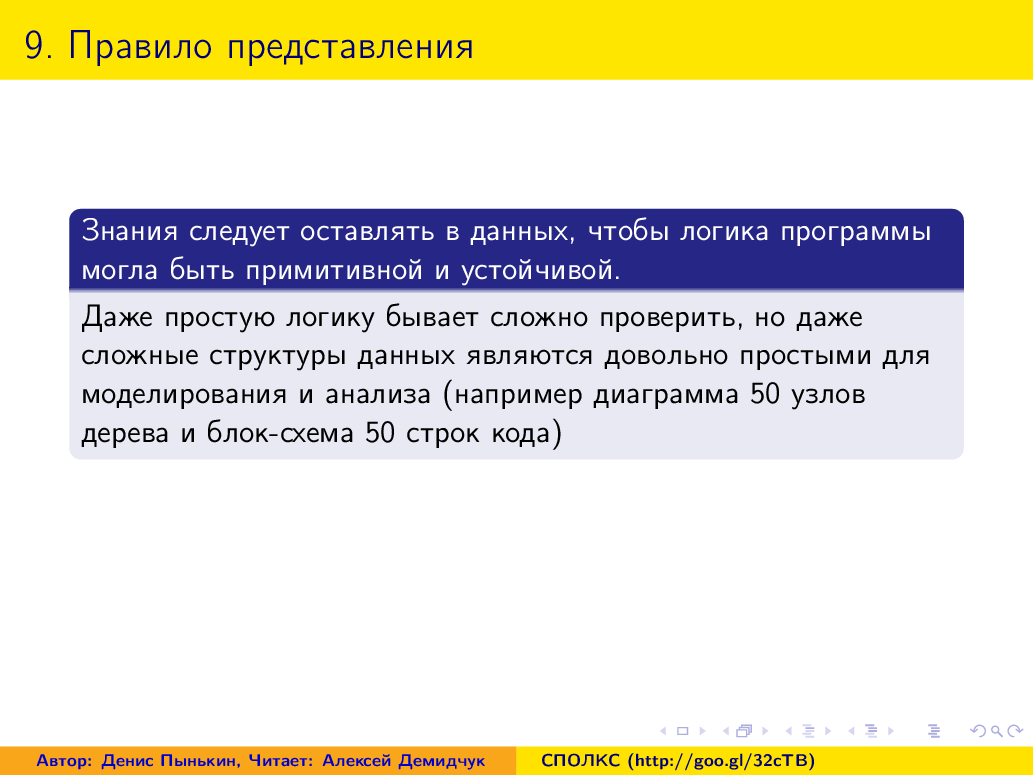 9. Правило представления
Знания следует оставлять в данных, чтобы логика программы
могла быть примитивной и устойчивой.
Даже простую логику бывает сложно проверить, но даже
сложные структуры данных являются довольно простыми для
моделирования и анализа (например диаграмма 50 узлов
дерева и блок-схема 50 строк кода)
Автор: Денис Пынькин, Читает: Алексей Демидчук
СПОЛКС (http://goo.gl/32cTB)